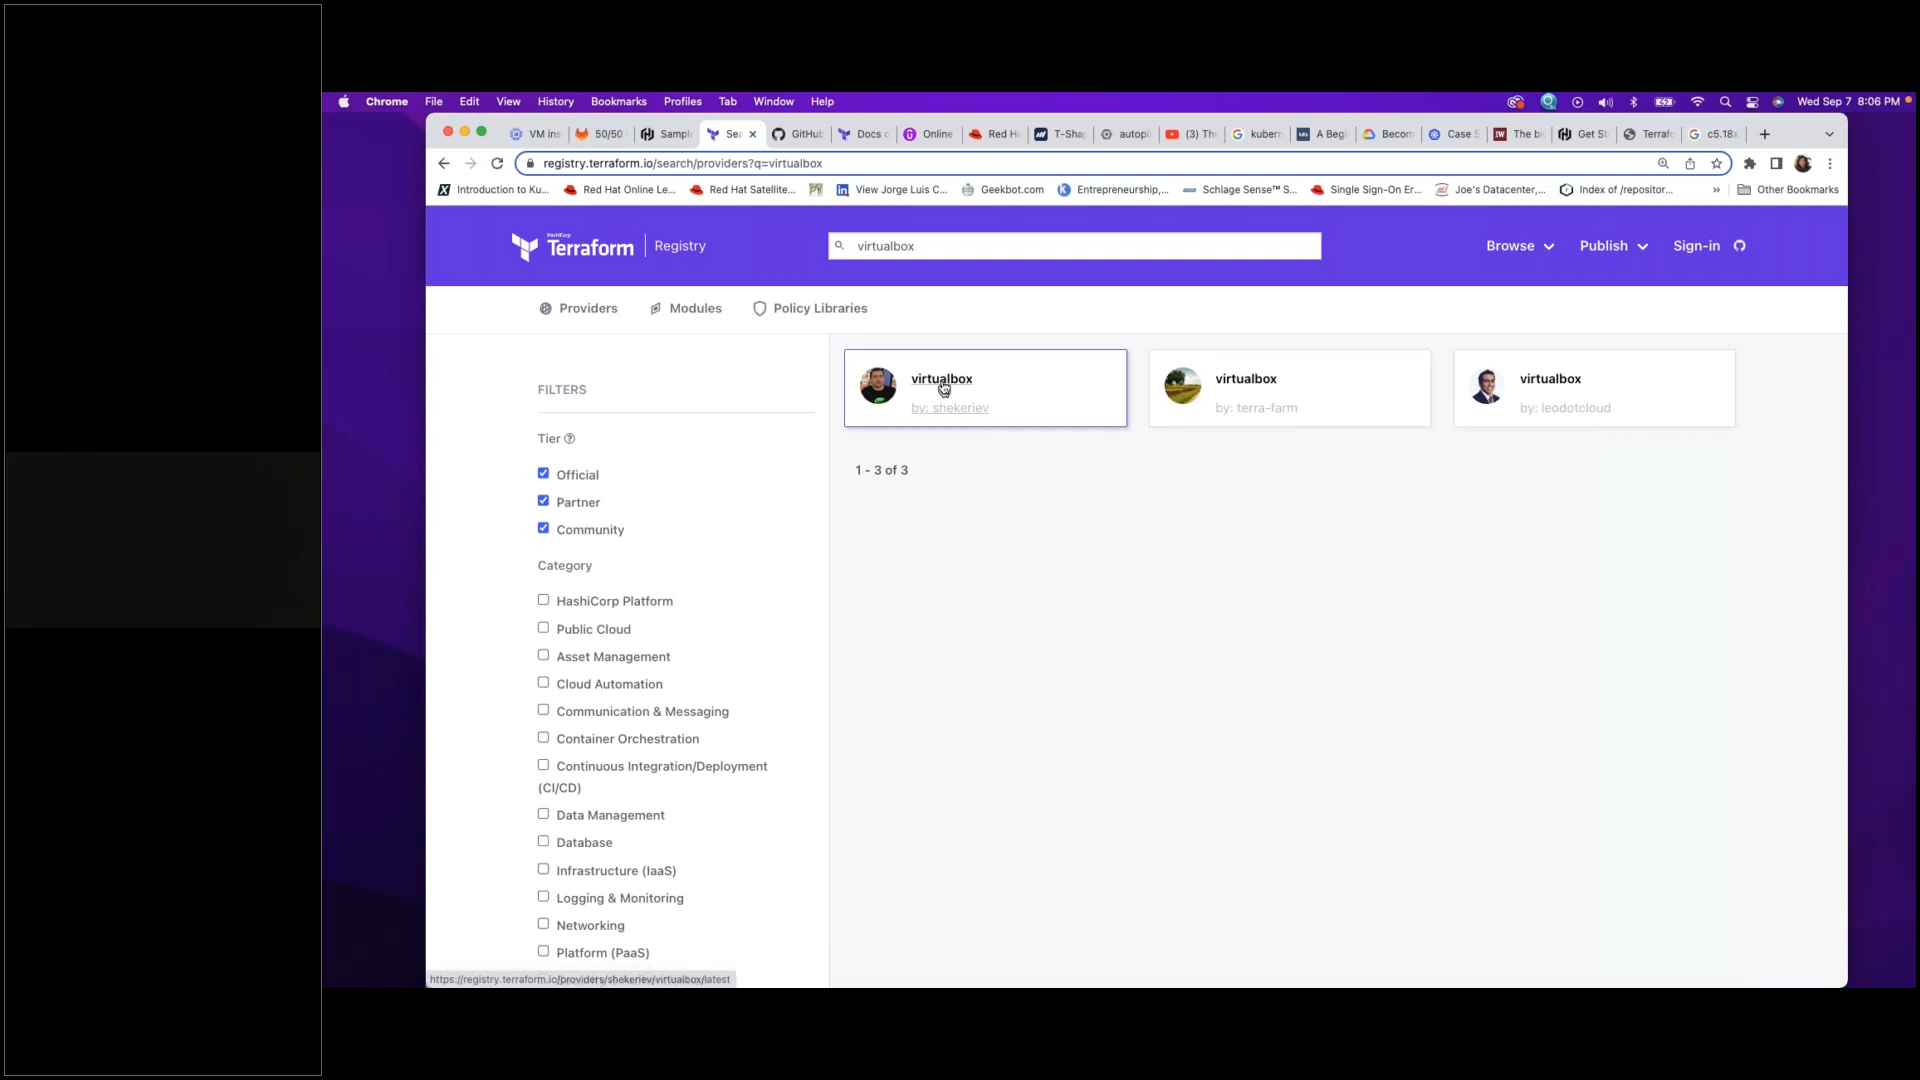 Chrome File Edit View History Bookmarks Profiles Tab Window Help Wed Sep 7 8:06 PM
VM ins 50/50 Sampl Sea GitHub Docs o Online Red Ha T-Sha autopil (3) The kubern A Begi Becom Case S The bi Get St Terrafo c5.18x
registry.terraform.io/search/providers?q=virtualbox
Introduction to Ku... Red Hat Online Le... Red Hat Satellite... View Jorge Luis C... Geekbot.com Entrepreneurship,... Schlage Sense™ S... Single Sign-On Er... Joe's Datacenter,... Index of /repositor... » Other Bookmarks
HashiCorp
Terraform Registry virtualbox Browse Publish Sign-in
Providers Modules Policy Libraries
FILTERS
Tier
Official
Partner
Community
Category
HashiCorp Platform
Public Cloud
Asset Management
Cloud Automation
Communication & Messaging
Container Orchestration
Continuous Integration/Deployment
(CI/CD)
Data Management
Database
Infrastructure (IaaS)
Logging & Monitoring
Networking
Platform (PaaS)
virtualbox
by: shekeriev
virtualbox
by: terra-farm
virtualbox
by: leodotcloud
1 - 3 of 3
https://registry.terraform.io/providers/shekeriev/virtualbox/latest